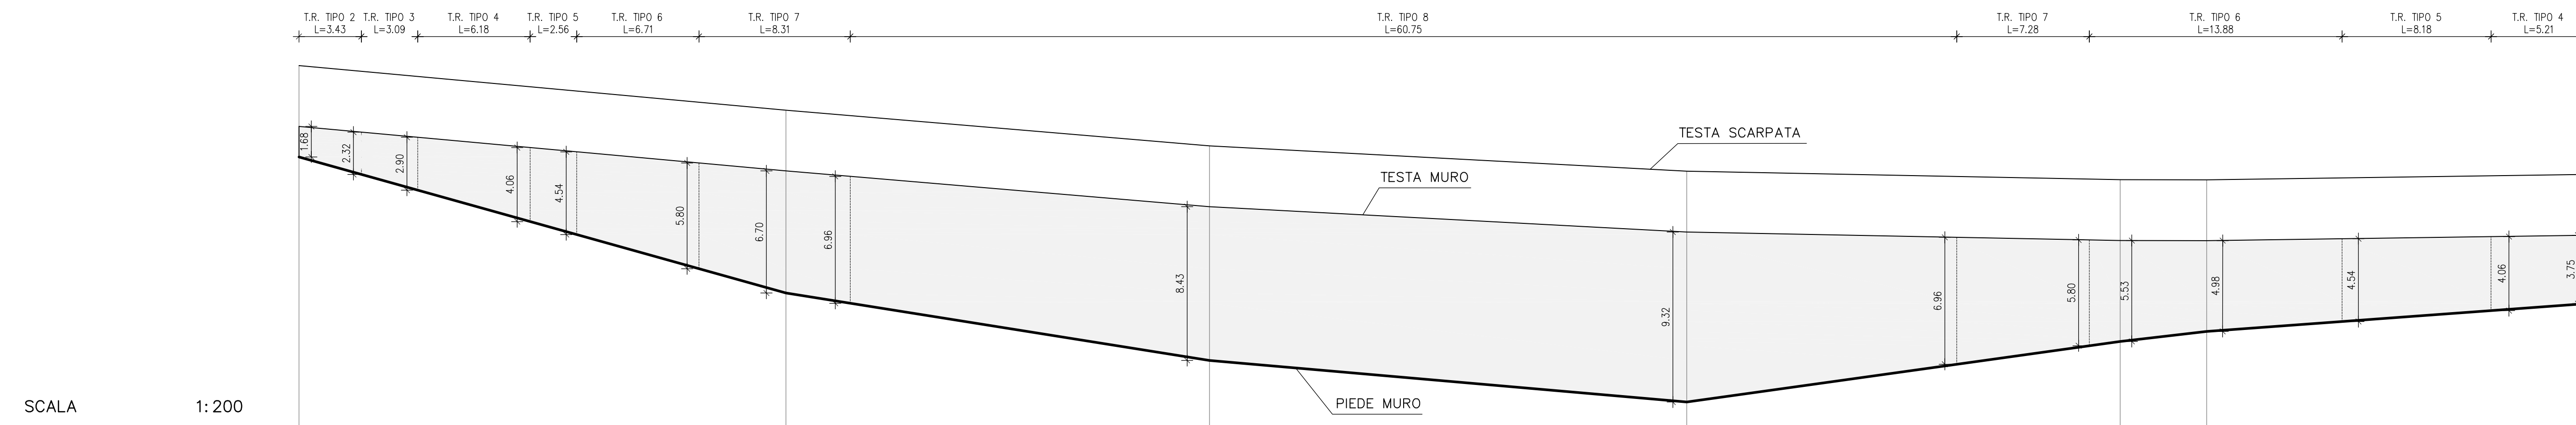 T.R. TIPO 2
L=3.43
T.R. TIPO 3
L=3.09
T.R. TIPO 4
L=6.18
T.R. TIPO 5
L=2.56
T.R. TIPO 6
L=6.71
T.R. TIPO 7
L=8.31
T.R. TIPO 8
L=60.75
T.R. TIPO 7
L=7.28
T.R. TIPO 6
L=13.88
T.R. TIPO 5
L=8.18
T.R. TIPO 4
L=5.21
TESTA SCARPATA
TESTA MURO
1.68
2.32
2.90
4.06
4.54
5.80
6.70
6.96
8.43
9.32
6.96
5.80
5.53
4.98
4.54
4.06
3.75
PIEDE MURO
SCALA 1:200